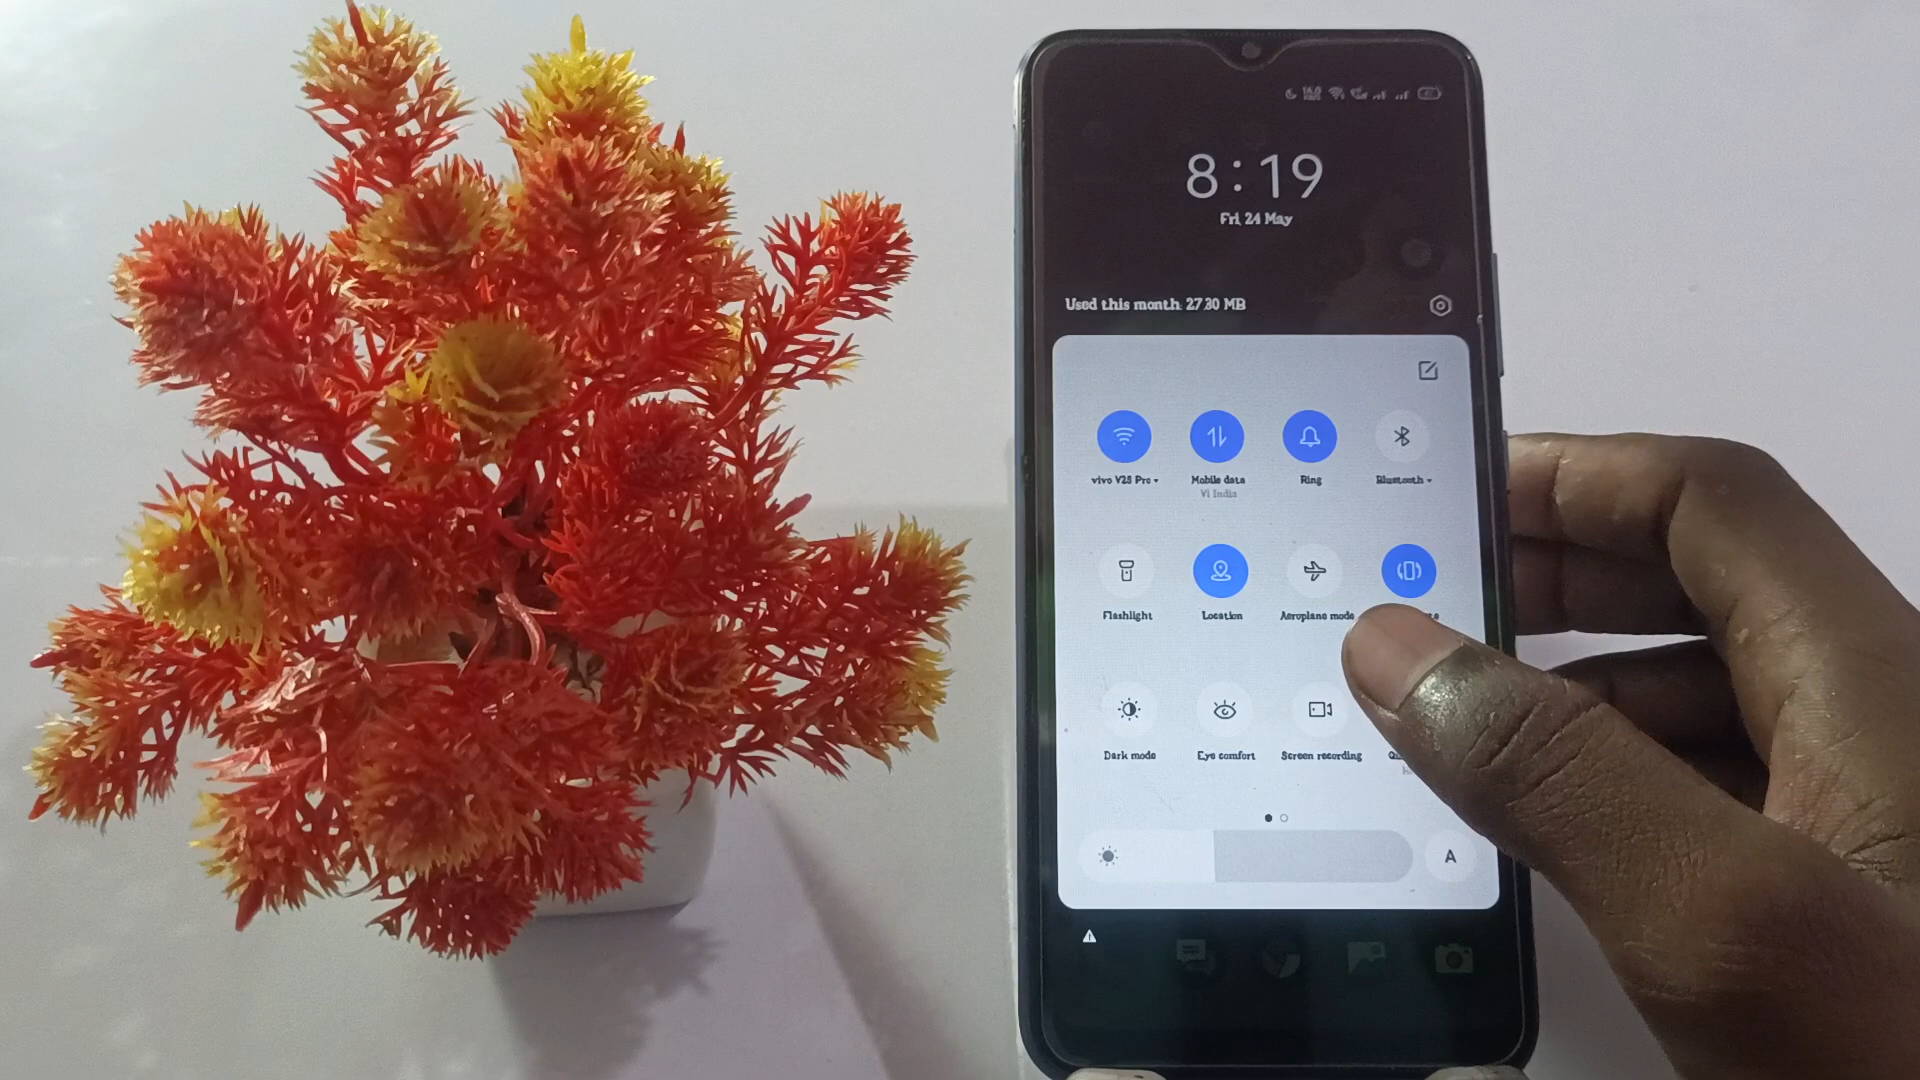 8:19
Fri, 24 May
Used this month: 27.30 MB
vivo V25 Pro
Mobile data
Vi India
Ring
Bluetooth
Flashlight
Location
Aeroplane mode
Dark mode
Eye comfort
Screen recording
A